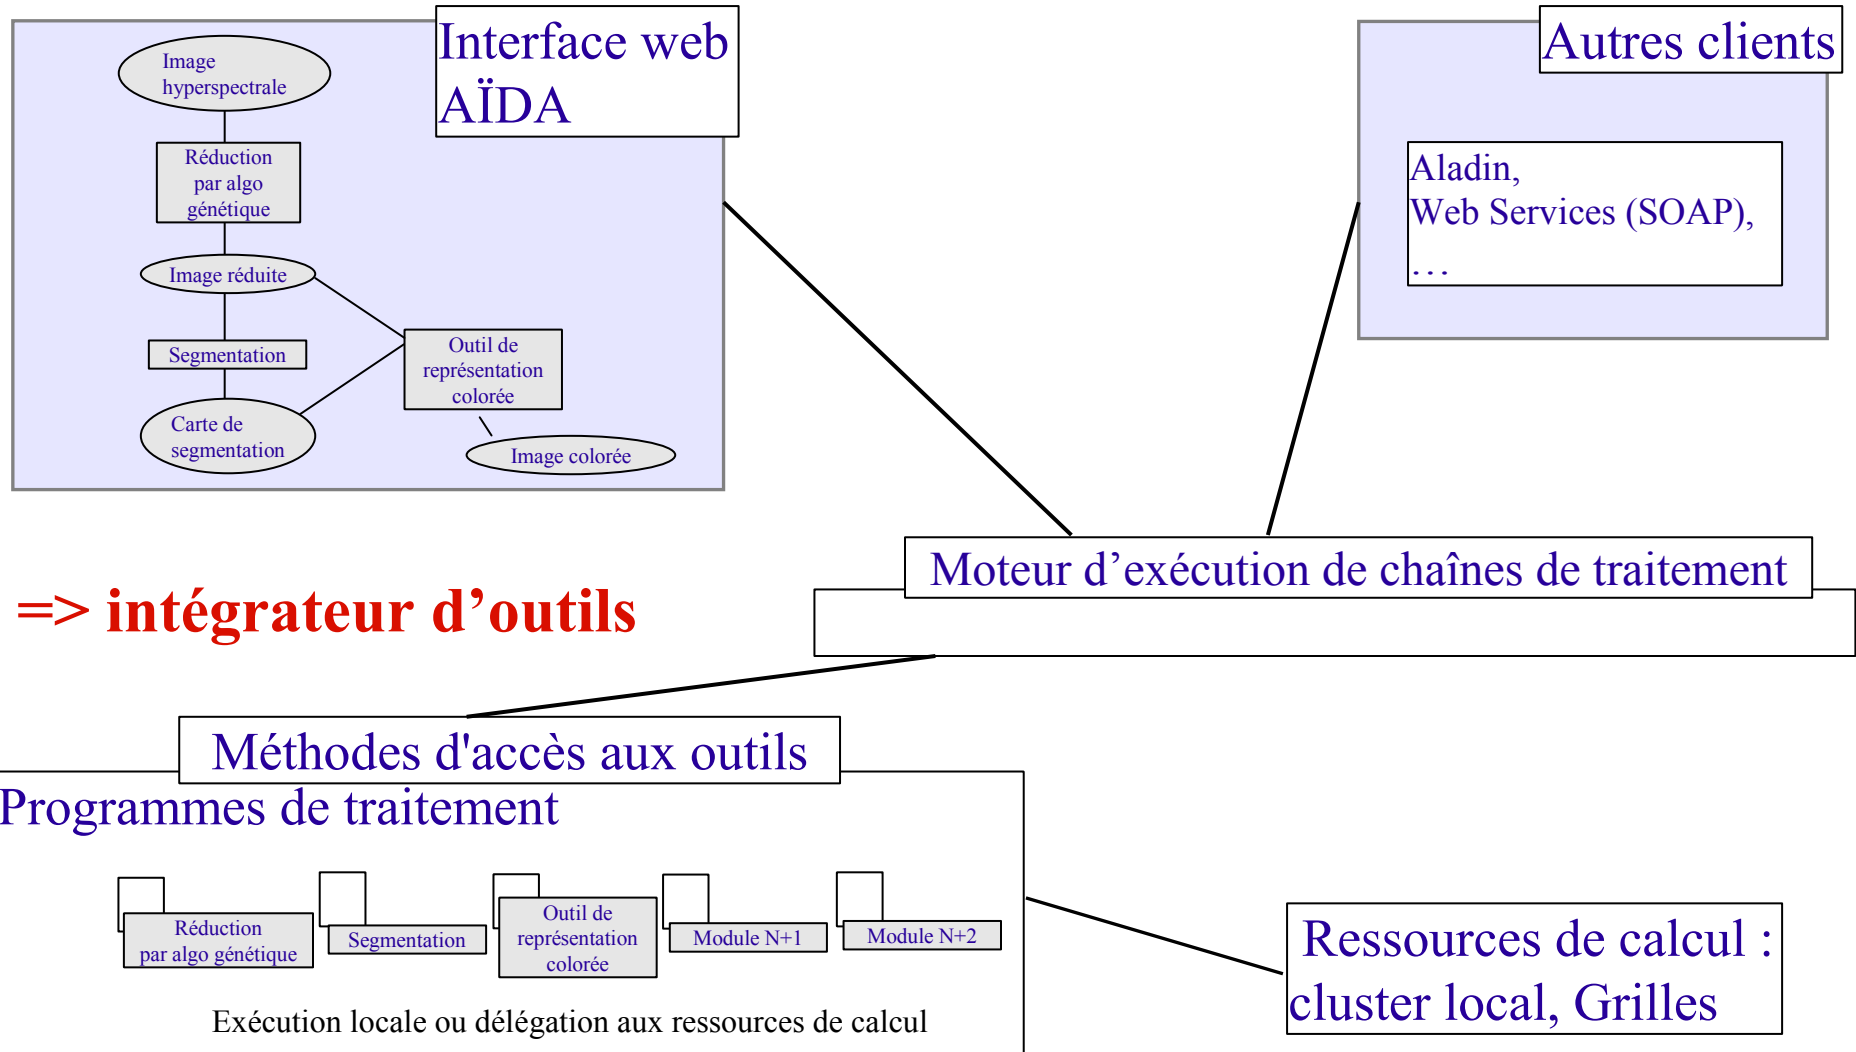 Interface web
AÏDA
Image
hyperspectrale
Réduction
par algo
génétique
Image réduite
Segmentation
Carte de
segmentation
Outil de
représentation
colorée
Image colorée
Autres clients
Aladin,
Web Services (SOAP),
…
Moteur d’exécution de chaînes de traitement
=> intégrateur d’outils
Méthodes d'accès aux outils
Programmes de traitement
Réduction
par algo génétique
Segmentation
Outil de
représentation
colorée
Module N+1
Module N+2
Exécution locale ou délégation aux ressources de calcul
Ressources de calcul :
cluster local, Grilles